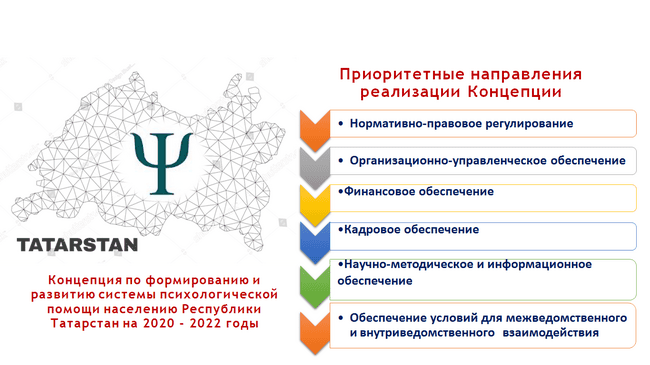 Приоритетные направления
реализации Концепции
• Нормативно-правовое регулирование
• Организационно-управленческое обеспечение
•Финансовое обеспечение
•Кадровое обеспечение
•Научно-методическое и информационное
обеспечение
• Обеспечение условий для межведомственного
и внутриведомственного взаимодействия
Ψ
TATARSTAN
Концепция по формированию и
развитию системы психологической
помощи населению Республики
Татарстан на 2020 - 2022 годы